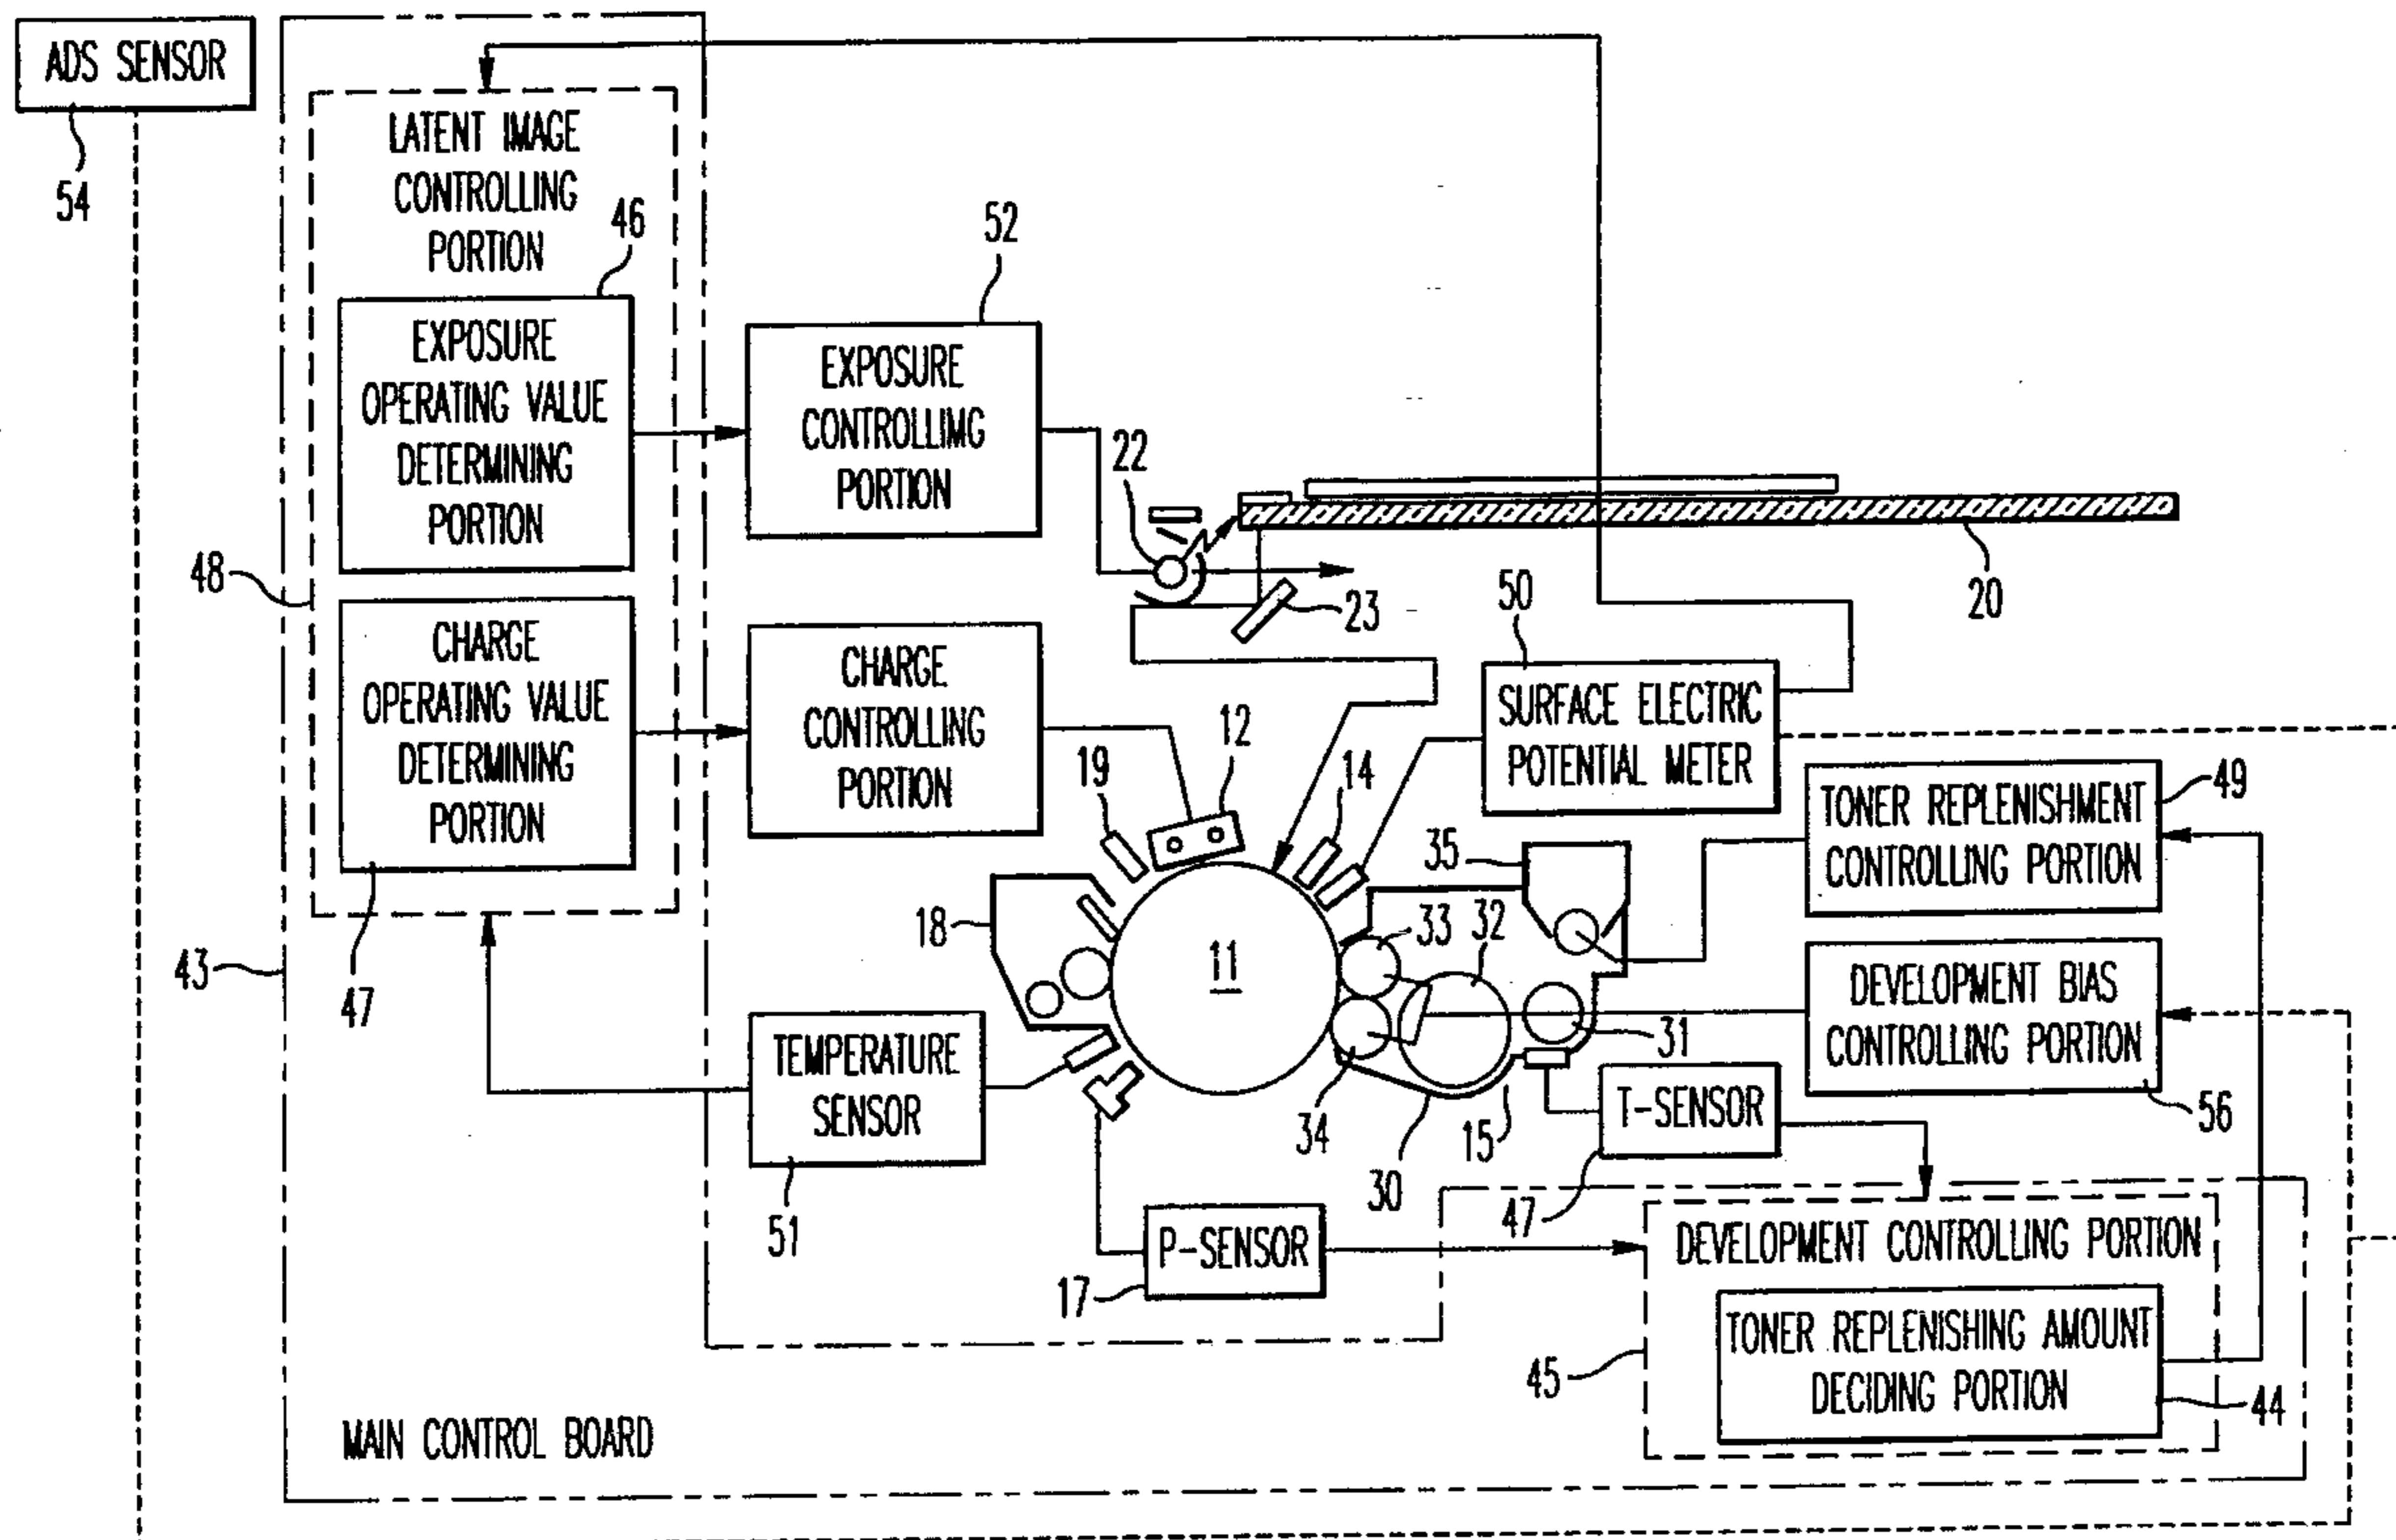 ADS SENSOR
54
LATENT IMAGE
CONTROLLING
PORTION
46
EXPOSURE
OPERATING VALUE
DETERMINING
PORTION
48
CHARGE
OPERATING VALUE
DETERMINING
PORTION
47
43
MAIN CONTROL BOARD
52
EXPOSURE
CONTROLLIMG
PORTION
CHARGE
CONTROLLING
PORTION
22
23
20
50
SURFACE ELECTRIC
POTENTIAL METER
19
12
14
18
11
35
33
32
31
34
30
15
TONER REPLENISHMENT
CONTROLLING PORTION
49
DEVELOPMENT BIAS
CONTROLLING PORTION
56
TEMPERATURE
SENSOR
51
T-SENSOR
47
P-SENSOR
17
DEVELOPMENT CONTROLLING PORTION
TONER REPLENISHING AMOUNT
DECIDING PORTION
45
44